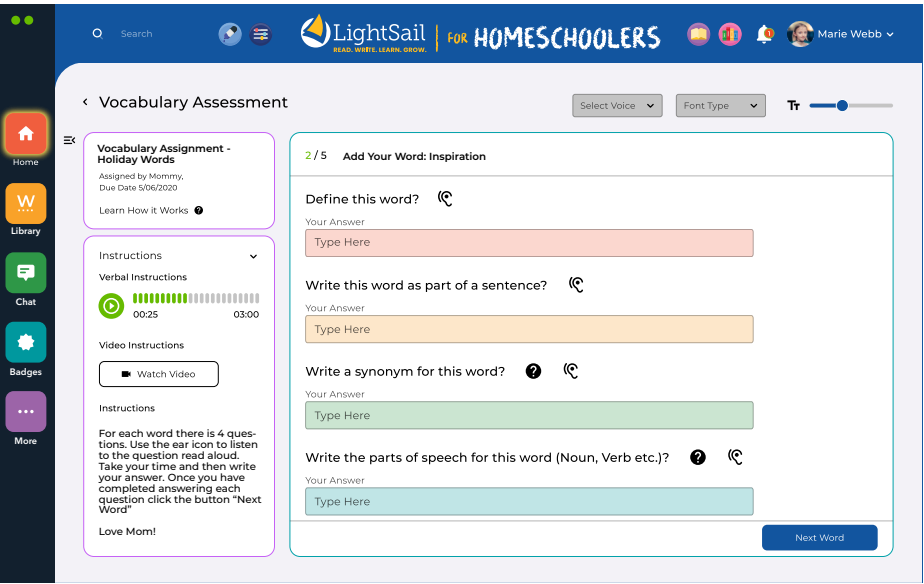 Search
LightSail
READ. WRITE. LEARN. GROW.
FOR HOMESCHOOLERS
1
Marie Webb
Vocabulary Assessment
Select Voice
Font Type
TT
Home
W
Library
Chat
Badges
More
Vocabulary Assignment -
Holiday Words
Assigned by Mommy,
Due Date 5/06/2020
Learn How it Works ?
Instructions
Verbal Instructions
00:25 03:00
Video Instructions
Watch Video
Instructions
For each word there is 4 ques-
tions. Use the ear icon to listen
to the question read aloud.
Take your time and then write
your answer. Once you have
completed answering each
question click the button “Next
Word”
Love Mom!
2 / 5 Add Your Word: Inspiration
Define this word?
Your Answer
Type Here
Write this word as part of a sentence?
Your Answer
Type Here
Write a synonym for this word? ?
Your Answer
Type Here
Write the parts of speech for this word (Noun, Verb etc.)? ?
Your Answer
Type Here
Next Word